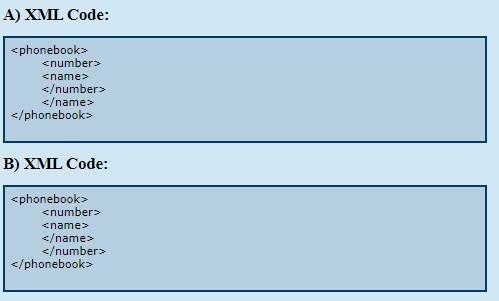 A) XML Code:
<phonebook>
<number>
<name>
</number>
</name>
</phonebook>
B) XML Code:
<phonebook>
<number>
<name>
</name>
</number>
</phonebook>